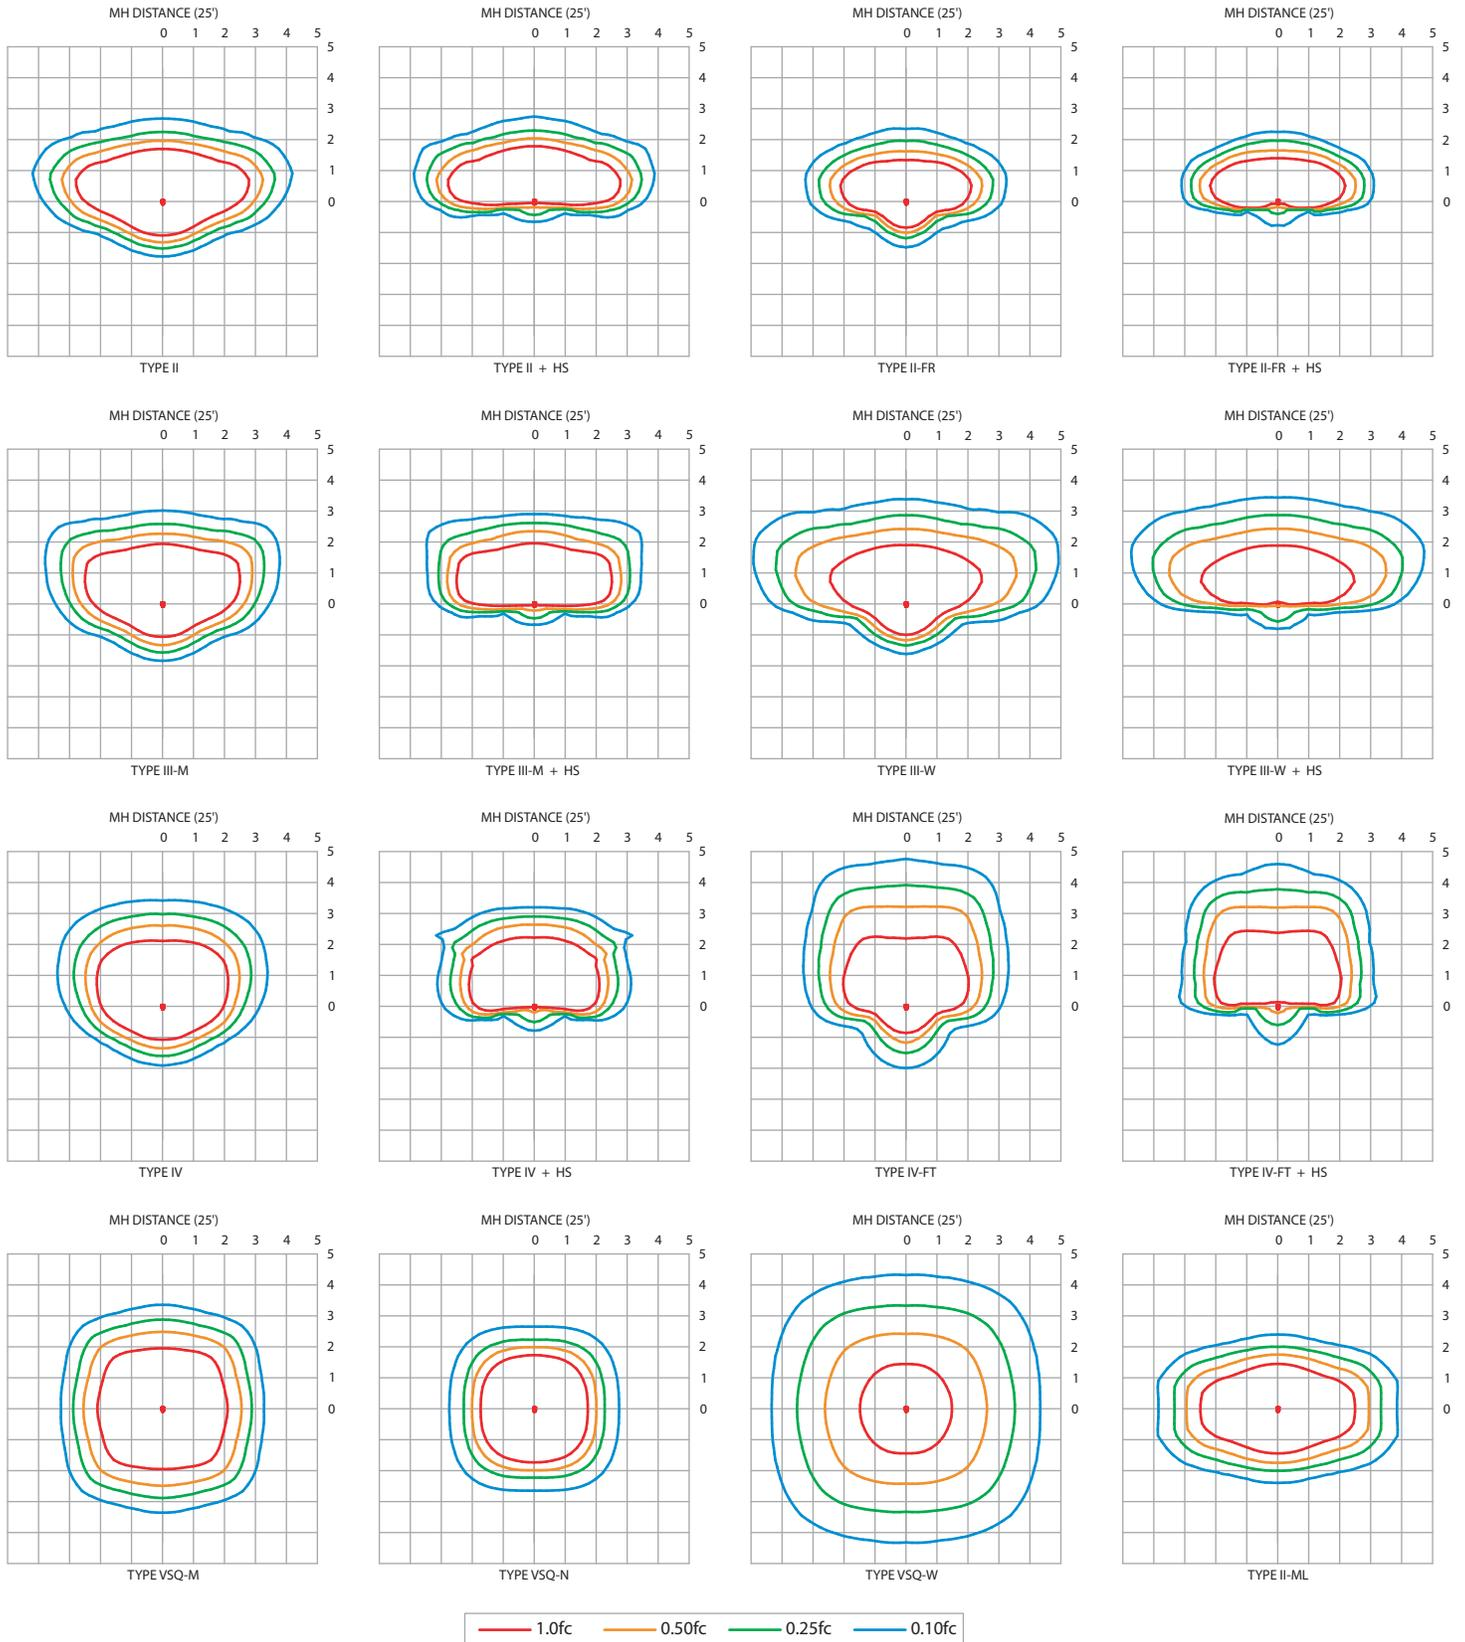 MH DISTANCE (25') MH DISTANCE (25') MH DISTANCE (25') MH DISTANCE (25')
0 1 2 3 4 5 0 1 2 3 4 5 0 1 2 3 4 5 0 1 2 3 4 5
5 5 5 5
4 4 4 4
3 3 3 3
2 2 2 2
1 1 1 1
0 0 0 0
TYPE II TYPE II + HS TYPE II-FR TYPE II-FR + HS
MH DISTANCE (25') MH DISTANCE (25') MH DISTANCE (25') MH DISTANCE (25')
0 1 2 3 4 5 0 1 2 3 4 5 0 1 2 3 4 5 0 1 2 3 4 5
5 5 5 5
4 4 4 4
3 3 3 3
2 2 2 2
1 1 1 1
0 0 0 0
TYPE III-M TYPE III-M + HS TYPE III-W TYPE III-W + HS
MH DISTANCE (25') MH DISTANCE (25') MH DISTANCE (25') MH DISTANCE (25')
0 1 2 3 4 5 0 1 2 3 4 5 0 1 2 3 4 5 0 1 2 3 4 5
5 5 5 5
4 4 4 4
3 3 3 3
2 2 2 2
1 1 1 1
0 0 0 0
TYPE IV TYPE IV + HS TYPE IV-FT TYPE IV-FT + HS
MH DISTANCE (25') MH DISTANCE (25') MH DISTANCE (25') MH DISTANCE (25')
0 1 2 3 4 5 0 1 2 3 4 5 0 1 2 3 4 5 0 1 2 3 4 5
5 5 5 5
4 4 4 4
3 3 3 3
2 2 2 2
1 1 1 1
0 0 0 0
TYPE VSQ-M TYPE VSQ-N TYPE VSQ-W TYPE II-ML
1.0fc 0.50fc 0.25fc 0.10fc